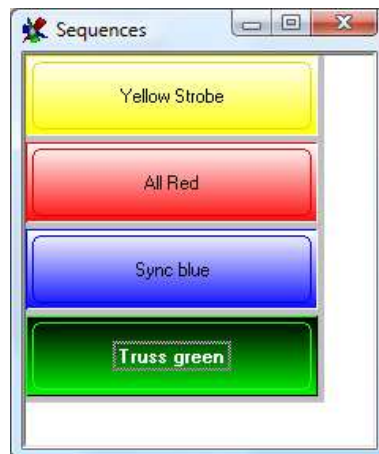 Sequences
Yellow Strobe
All Red
Sync blue
Truss green